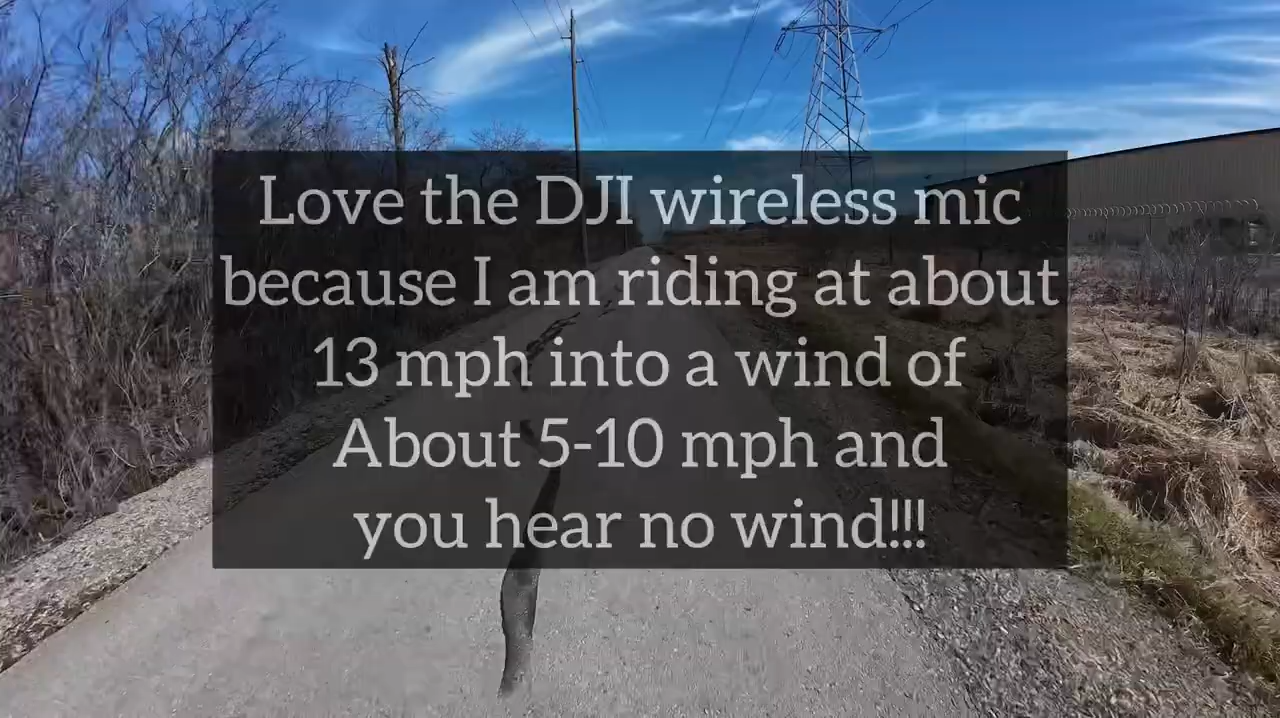 Love the DJI wireless mic
because I am riding at about
13 mph into a wind of
About 5-10 mph and
you hear no wind!!!